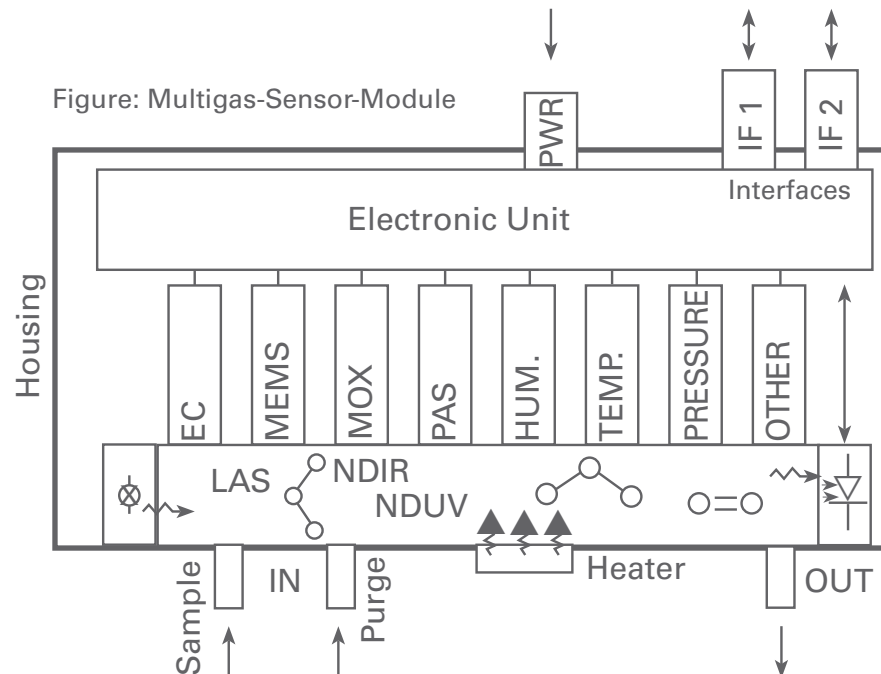 Figure: Multigas-Sensor-Module
PWR
IF 1
IF 2
Interfaces
Electronic Unit
Housing
EC
MEMS
MOX
PAS
HUM.
TEMP.
PRESSURE
OTHER
LAS
NDIR
NDUV
Sample
IN
Purge
Heater
OUT